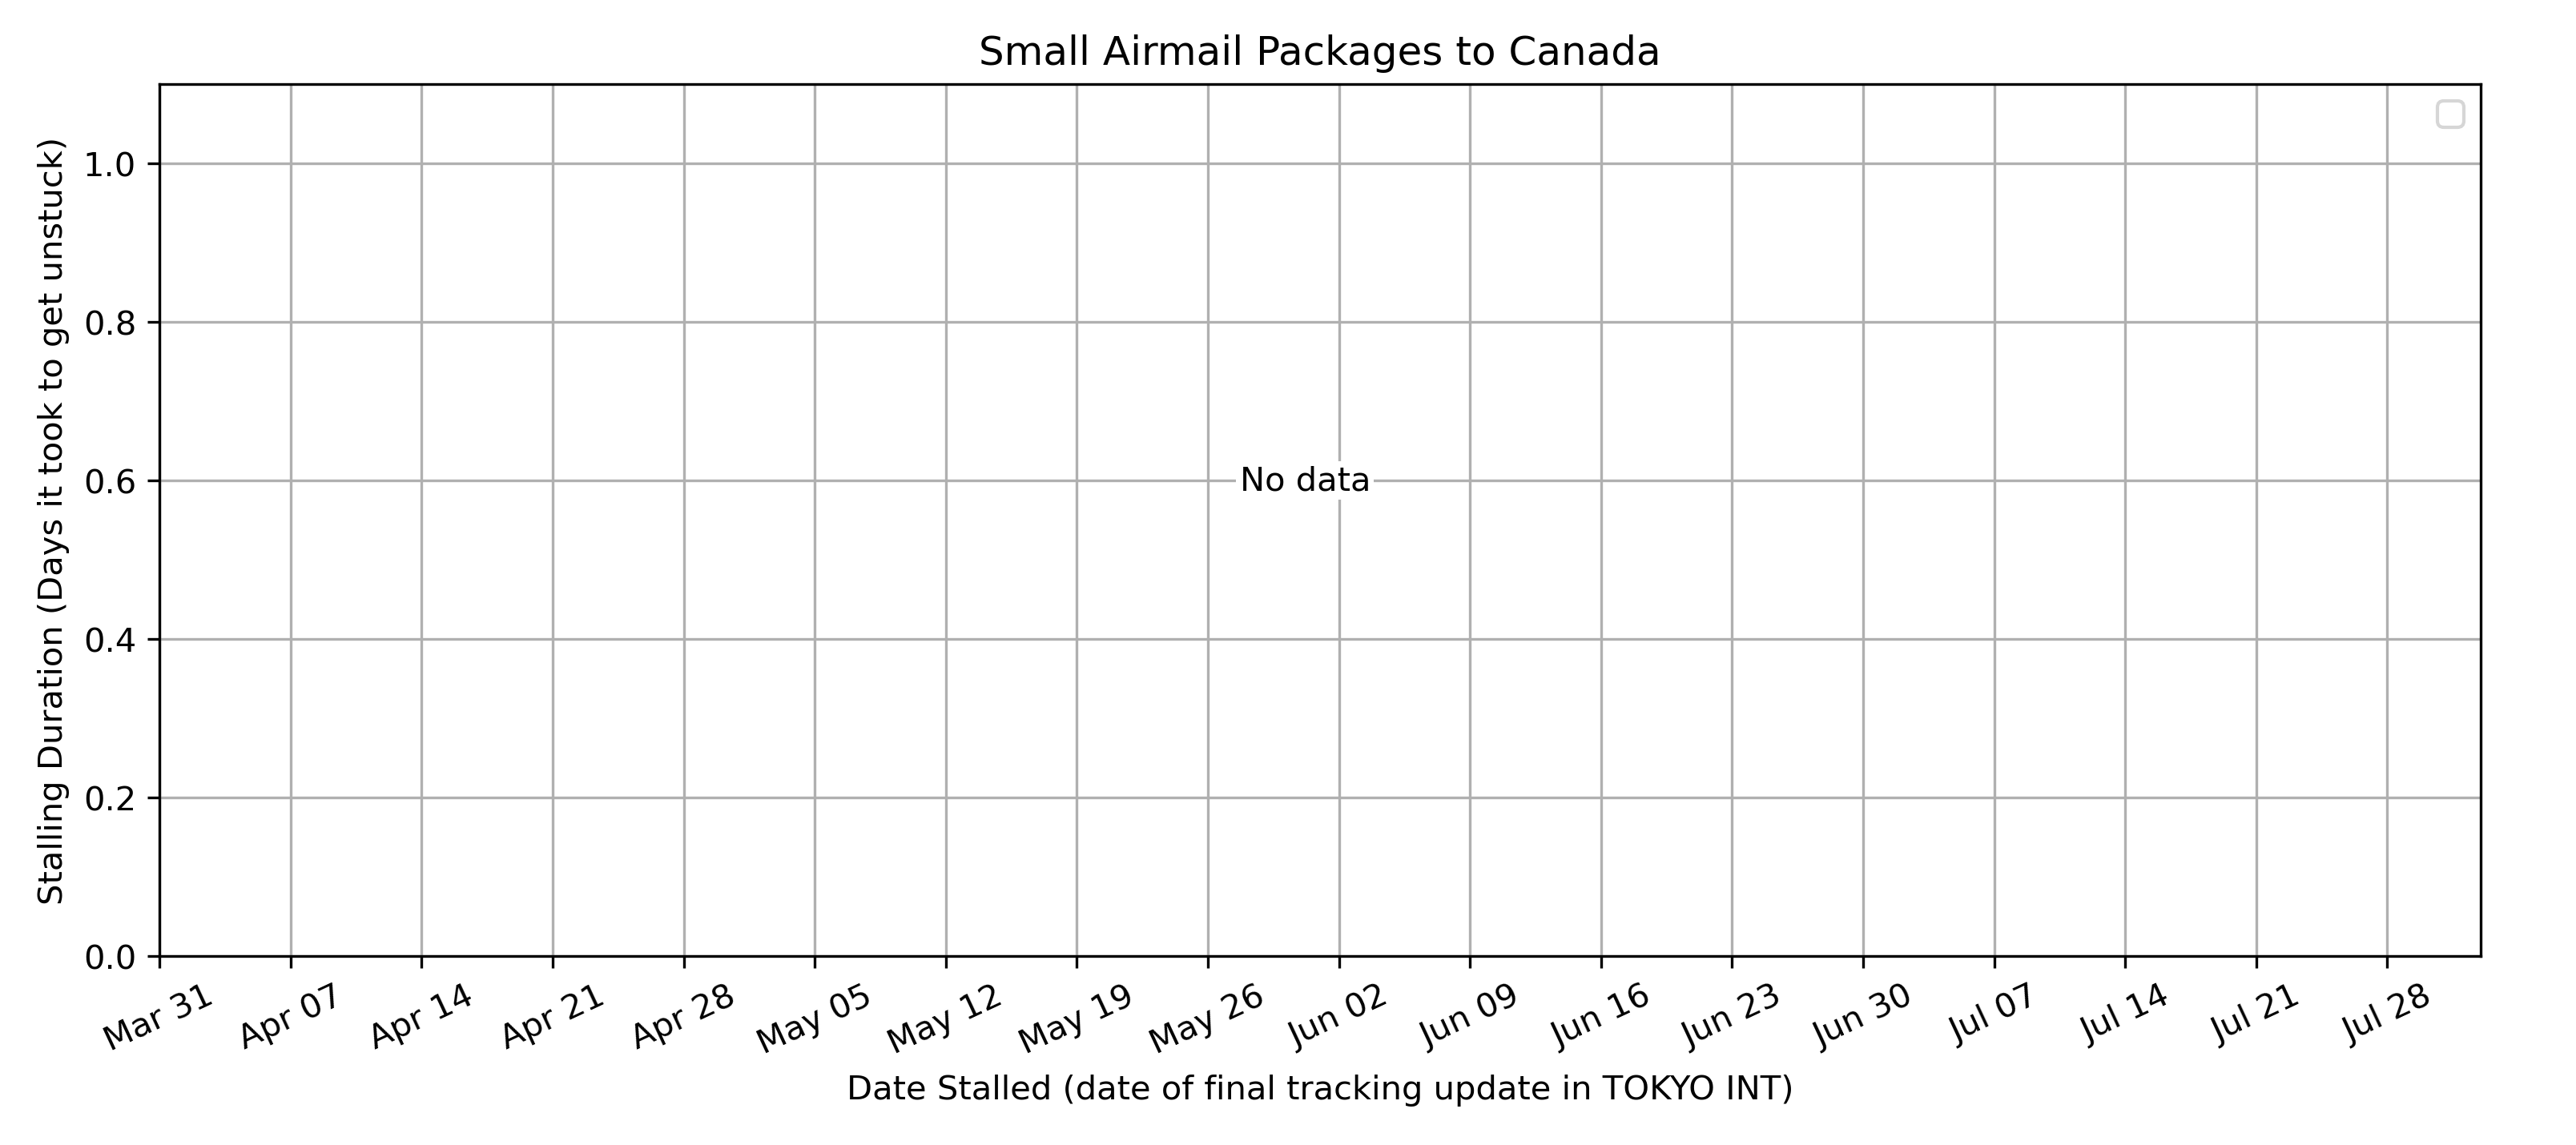 Small Airmail Packages to Canada
Stalling Duration (Days it took to get unstuck)
1.0
0.8
0.6
0.4
0.2
0.0
No data
Mar 31 Apr 07 Apr 14 Apr 21 Apr 28 May 05 May 12 May 19 May 26 Jun 02 Jun 09 Jun 16 Jun 23 Jun 30 Jul 07 Jul 14 Jul 21 Jul 28
Date Stalled (date of final tracking update in TOKYO INT)